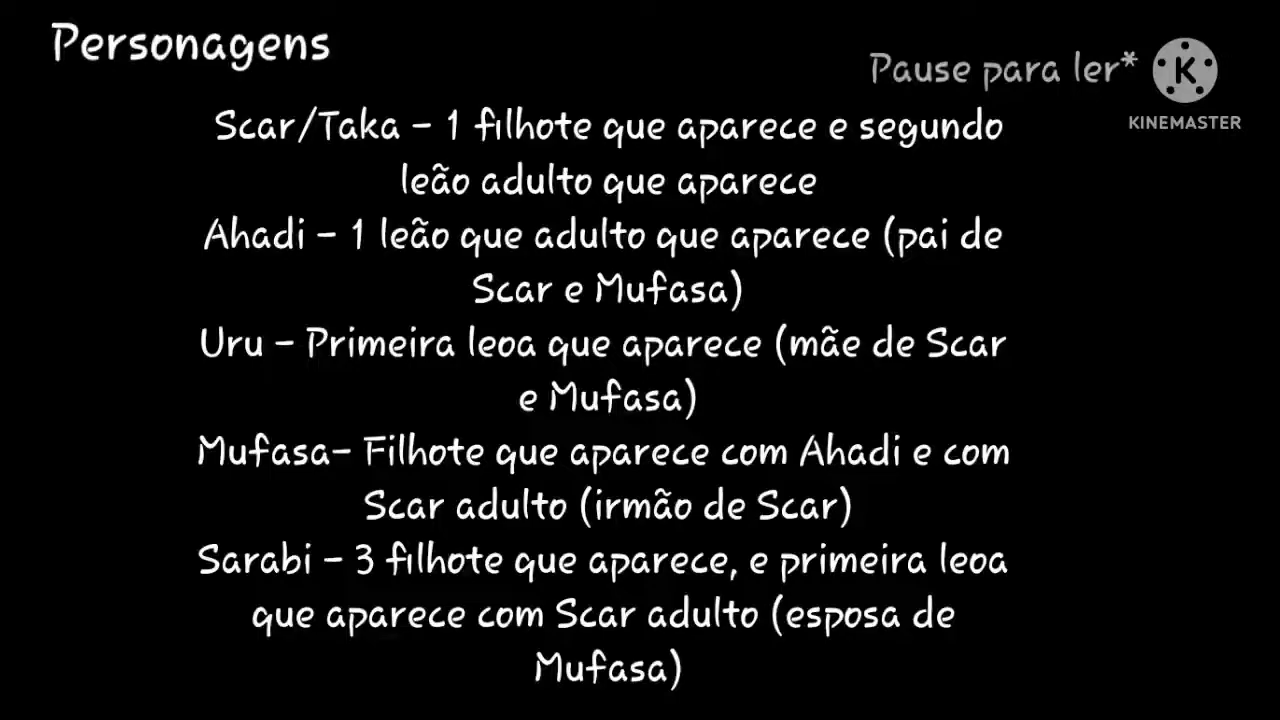 Personagens
Pause para ler*
K
KINEMASTER
Scar/Taka – 1 filhote que aparece e segundo
leão adulto que aparece
Ahadi – 1 leão que adulto que aparece (pai de
Scar e Mufasa)
Uru – Primeira leoa que aparece (mãe de Scar
e Mufasa)
Mufasa– Filhote que aparece com Ahadi e com
Scar adulto (irmão de Scar)
Sarabi – 3 filhote que aparece, e primeira leoa
que aparece com Scar adulto (esposa de
Mufasa)